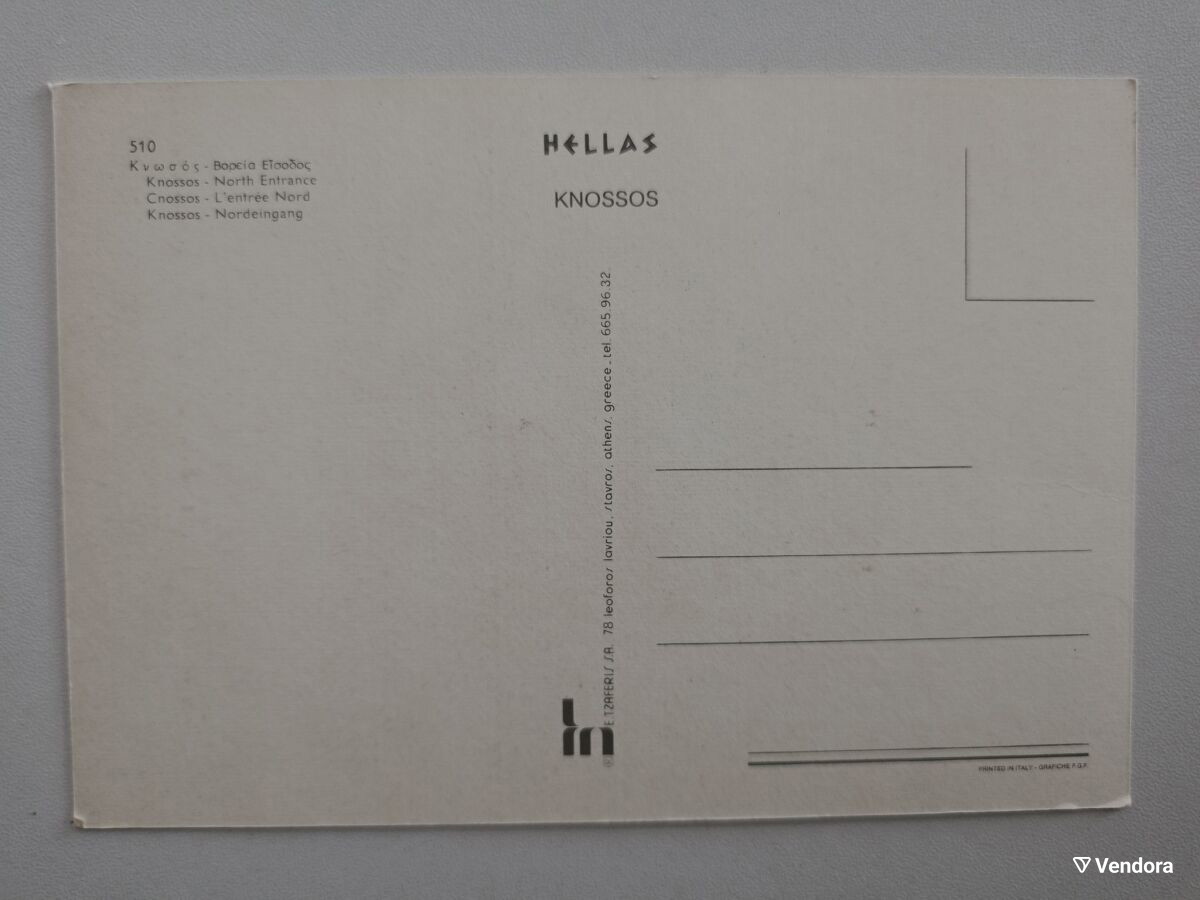 510
Κνωσός - Βορεία Εἴσοδος
Knossos - North Entrance
Cnossos - L'entrée Nord
Knossos - Nordeingang
HELLAS
KNOSSOS
E. TZAFERIS S.A. 78 leoforos lavriou, stavros, athens, greece - tel. 665.96.32
PRINTED IN ITALY - GRAFICHE F.G.F.
Vendora